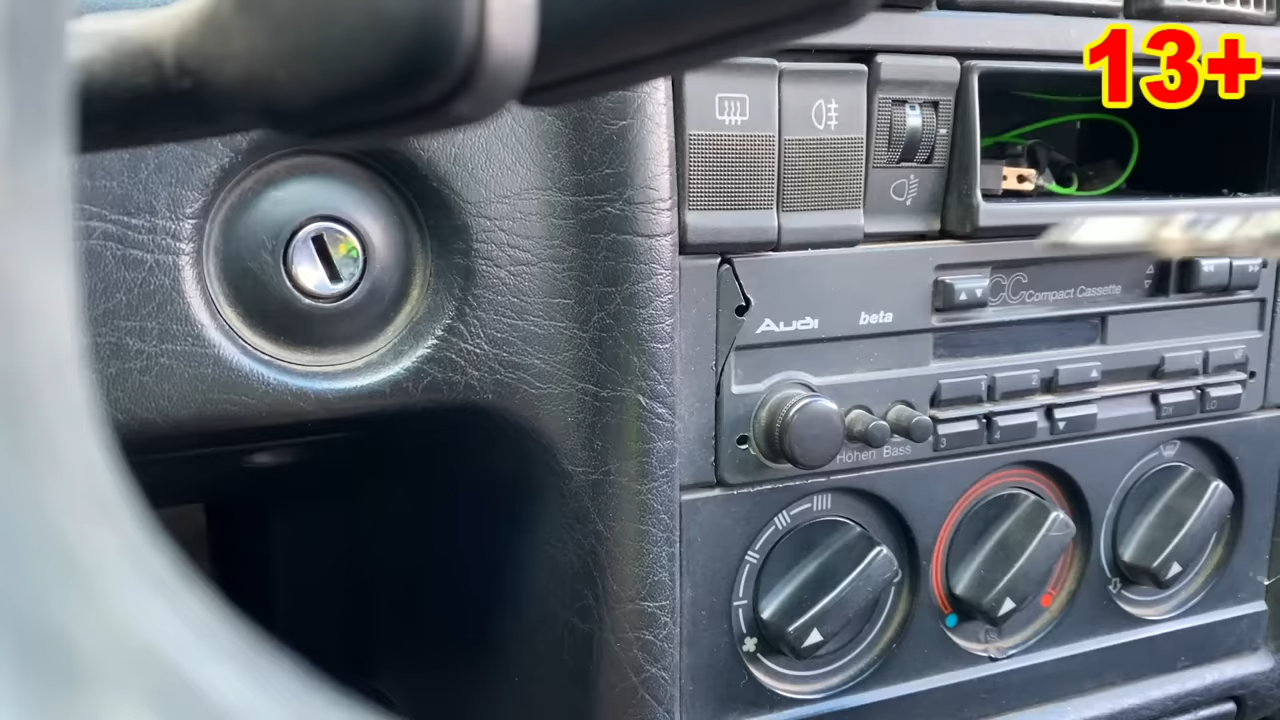 13+
CC Compact Cassette
Audi beta
1 2
3 4 DX LO
Höhen Bass